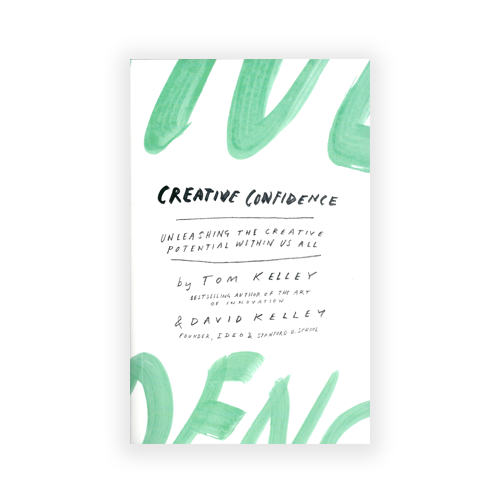 CREATIVE CONFIDENCE
UNLEASHING THE CREATIVE
POTENTIAL WITHIN US ALL
by TOM KELLEY
BESTSELLING AUTHOR OF THE ART
OF INNOVATION
& DAVID KELLEY
FOUNDER, IDEO & STANFORD D.SCHOOL
DENC